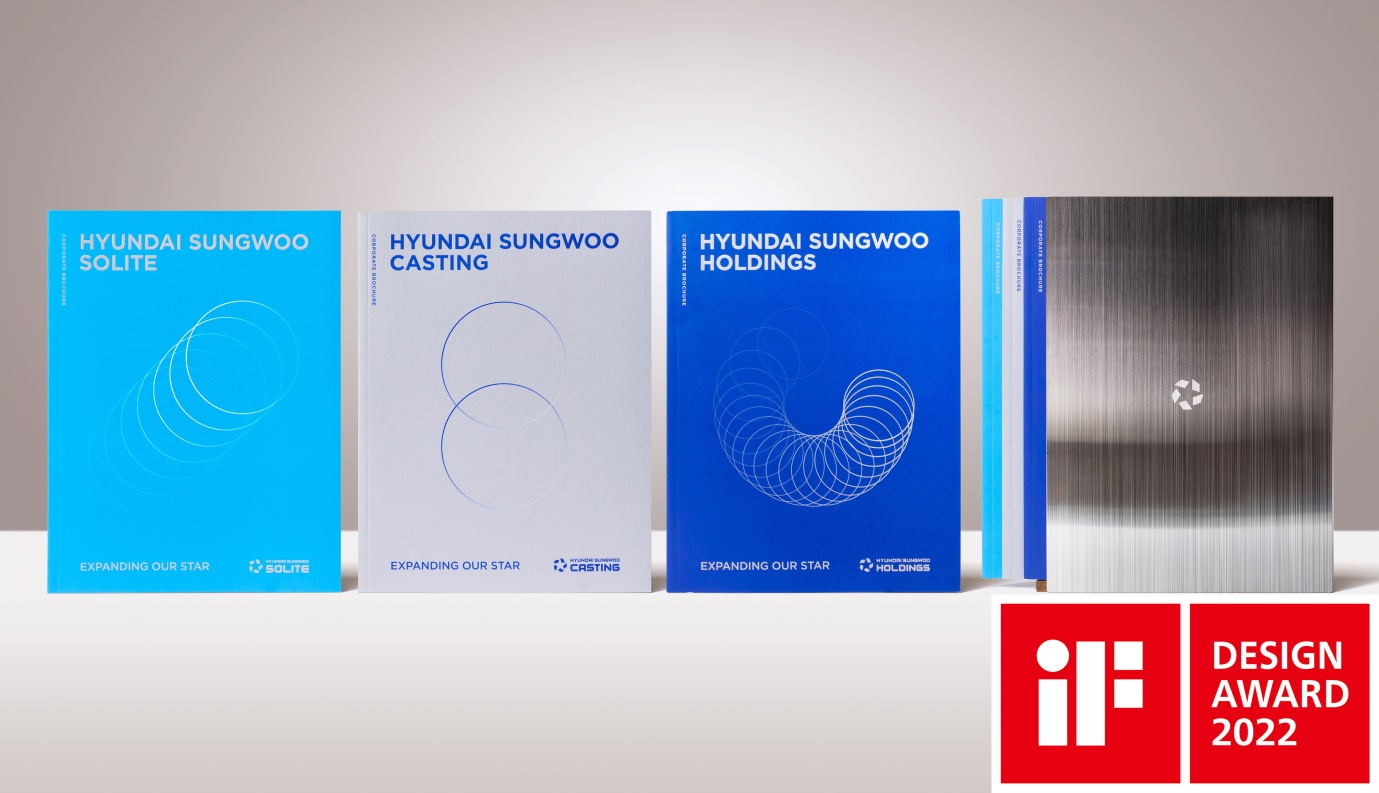 CORPORATE BROCHURE
HYUNDAI SUNGWOO
SOLITE
EXPANDING OUR STAR
HYUNDAI SUNGWOO
SOLITE
CORPORATE BROCHURE
HYUNDAI SUNGWOO
CASTING
EXPANDING OUR STAR
HYUNDAI SUNGWOO
CASTING
CORPORATE BROCHURE
HYUNDAI SUNGWOO
HOLDINGS
EXPANDING OUR STAR
HYUNDAI SUNGWOO
HOLDINGS
CORPORATE BROCHURE
CORPORATE BROCHURE
CORPORATE BROCHURE
iF
DESIGN
AWARD
2022